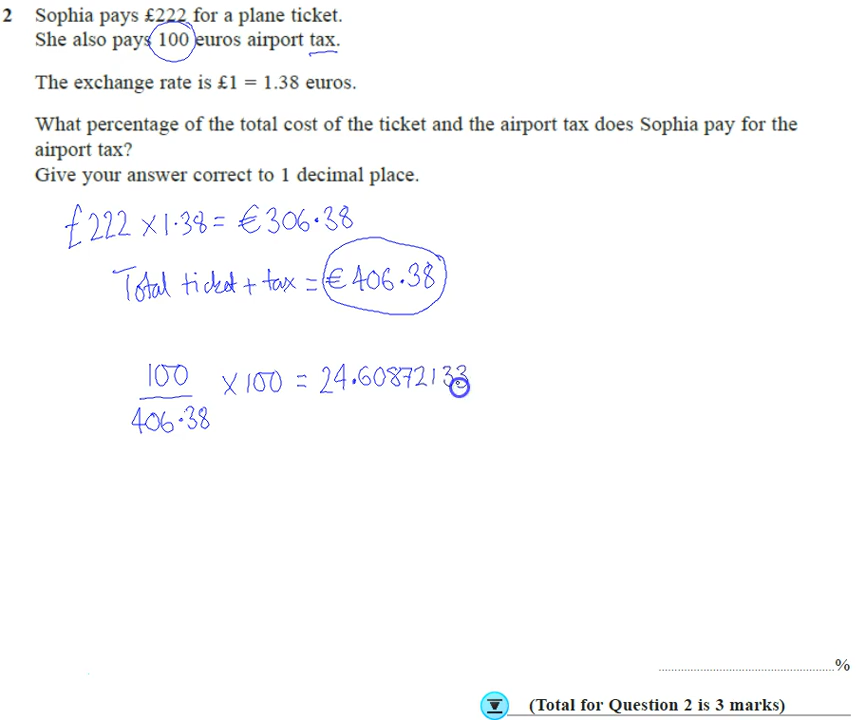 2 Sophia pays £222 for a plane ticket.
She also pays 100 euros airport tax.
The exchange rate is £1 = 1.38 euros.
What percentage of the total cost of the ticket and the airport tax does Sophia pay for the
airport tax?
Give your answer correct to 1 decimal place.
£222 × 1.38 = €306.38
Total ticket + tax = €406.38
100
406.38
× 100 = 24.60872133
%
(Total for Question 2 is 3 marks)